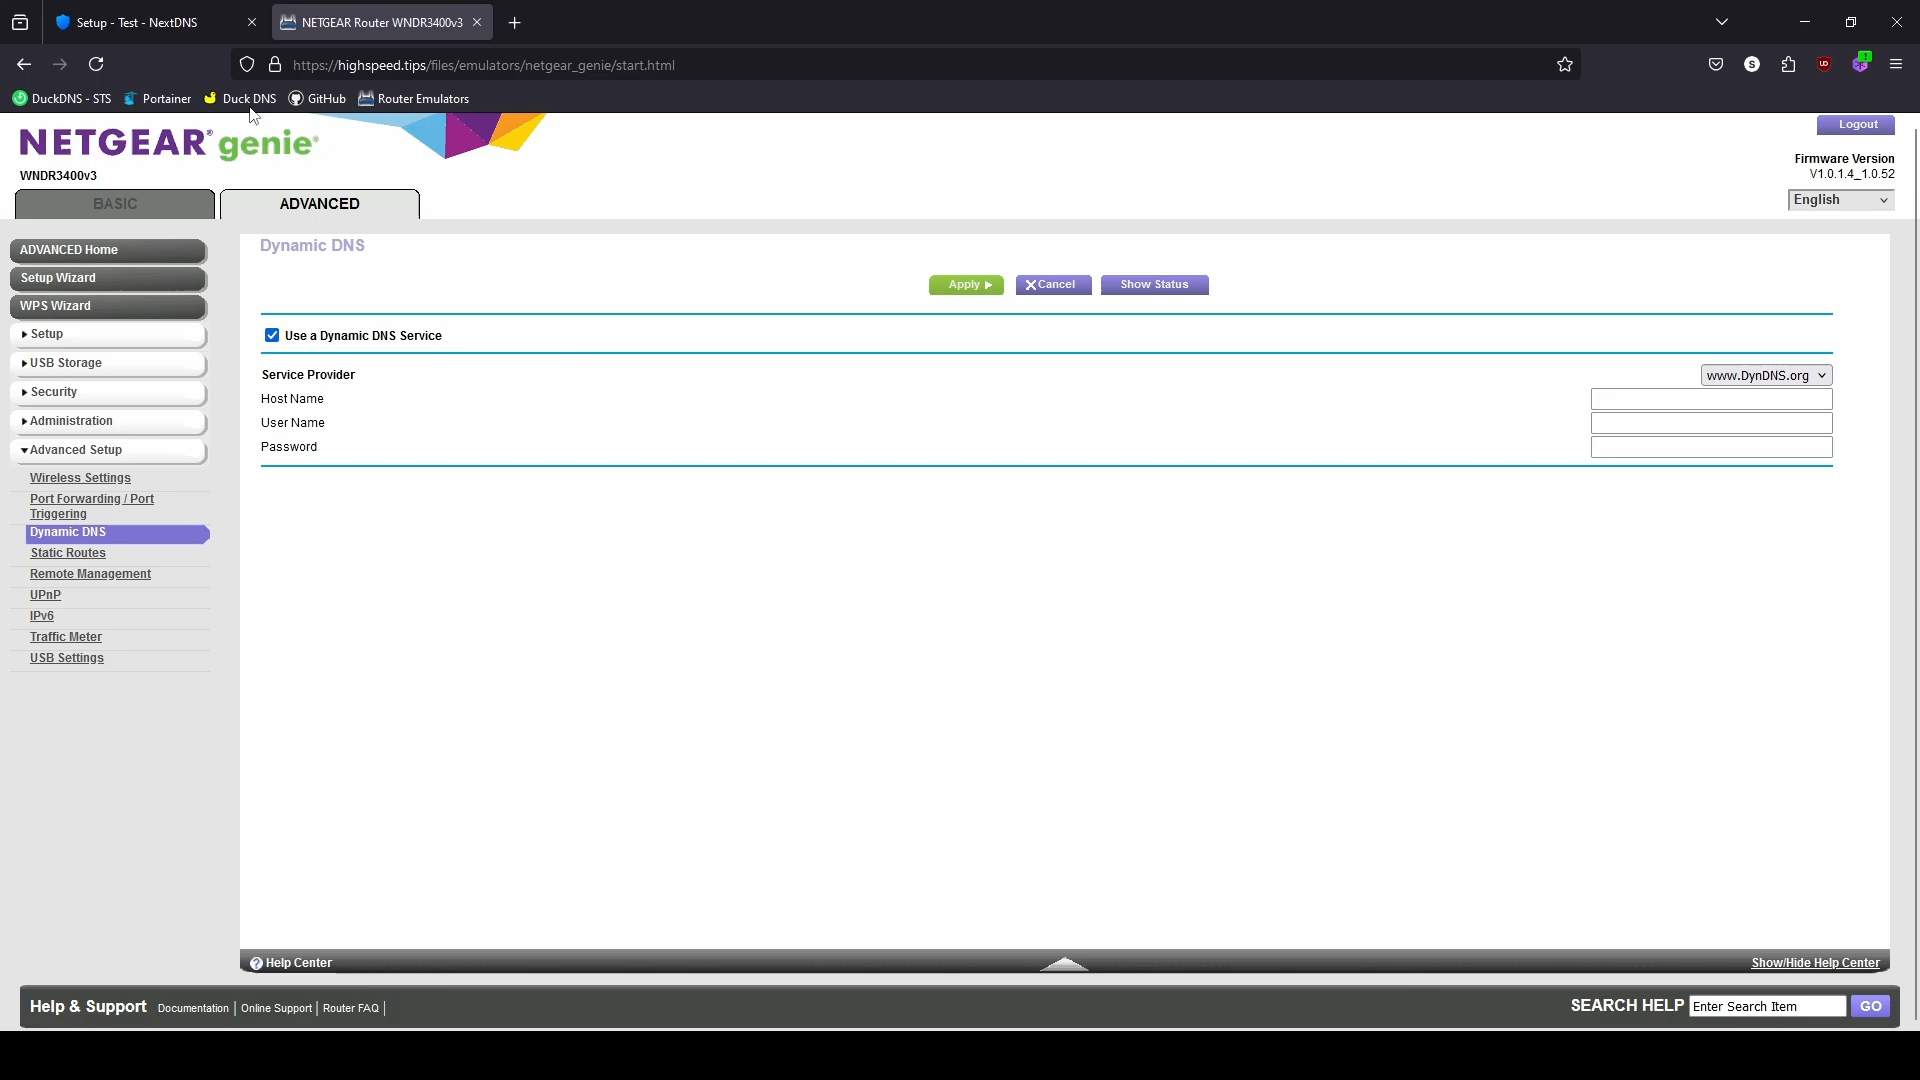 Setup - Test - NextDNS
NETGEAR Router WNDR3400v3
https://highspeed.tips/files/emulators/netgear_genie/start.html
DuckDNS - STS
Portainer
Duck DNS
GitHub
Router Emulators
NETGEAR® genie®
WNDR3400v3
Logout
Firmware Version
V1.0.1.4_1.0.52
English
BASIC
ADVANCED
ADVANCED Home
Setup Wizard
WPS Wizard
Setup
USB Storage
Security
Administration
Advanced Setup
Wireless Settings
Port Forwarding / Port
Triggering
Dynamic DNS
Static Routes
Remote Management
UPnP
IPv6
Traffic Meter
USB Settings
Dynamic DNS
Apply
Cancel
Show Status
Use a Dynamic DNS Service
Service Provider
www.DynDNS.org
Host Name
User Name
Password
Help Center
Show/Hide Help Center
Help & Support
Documentation | Online Support | Router FAQ |
SEARCH HELP
Enter Search Item
GO